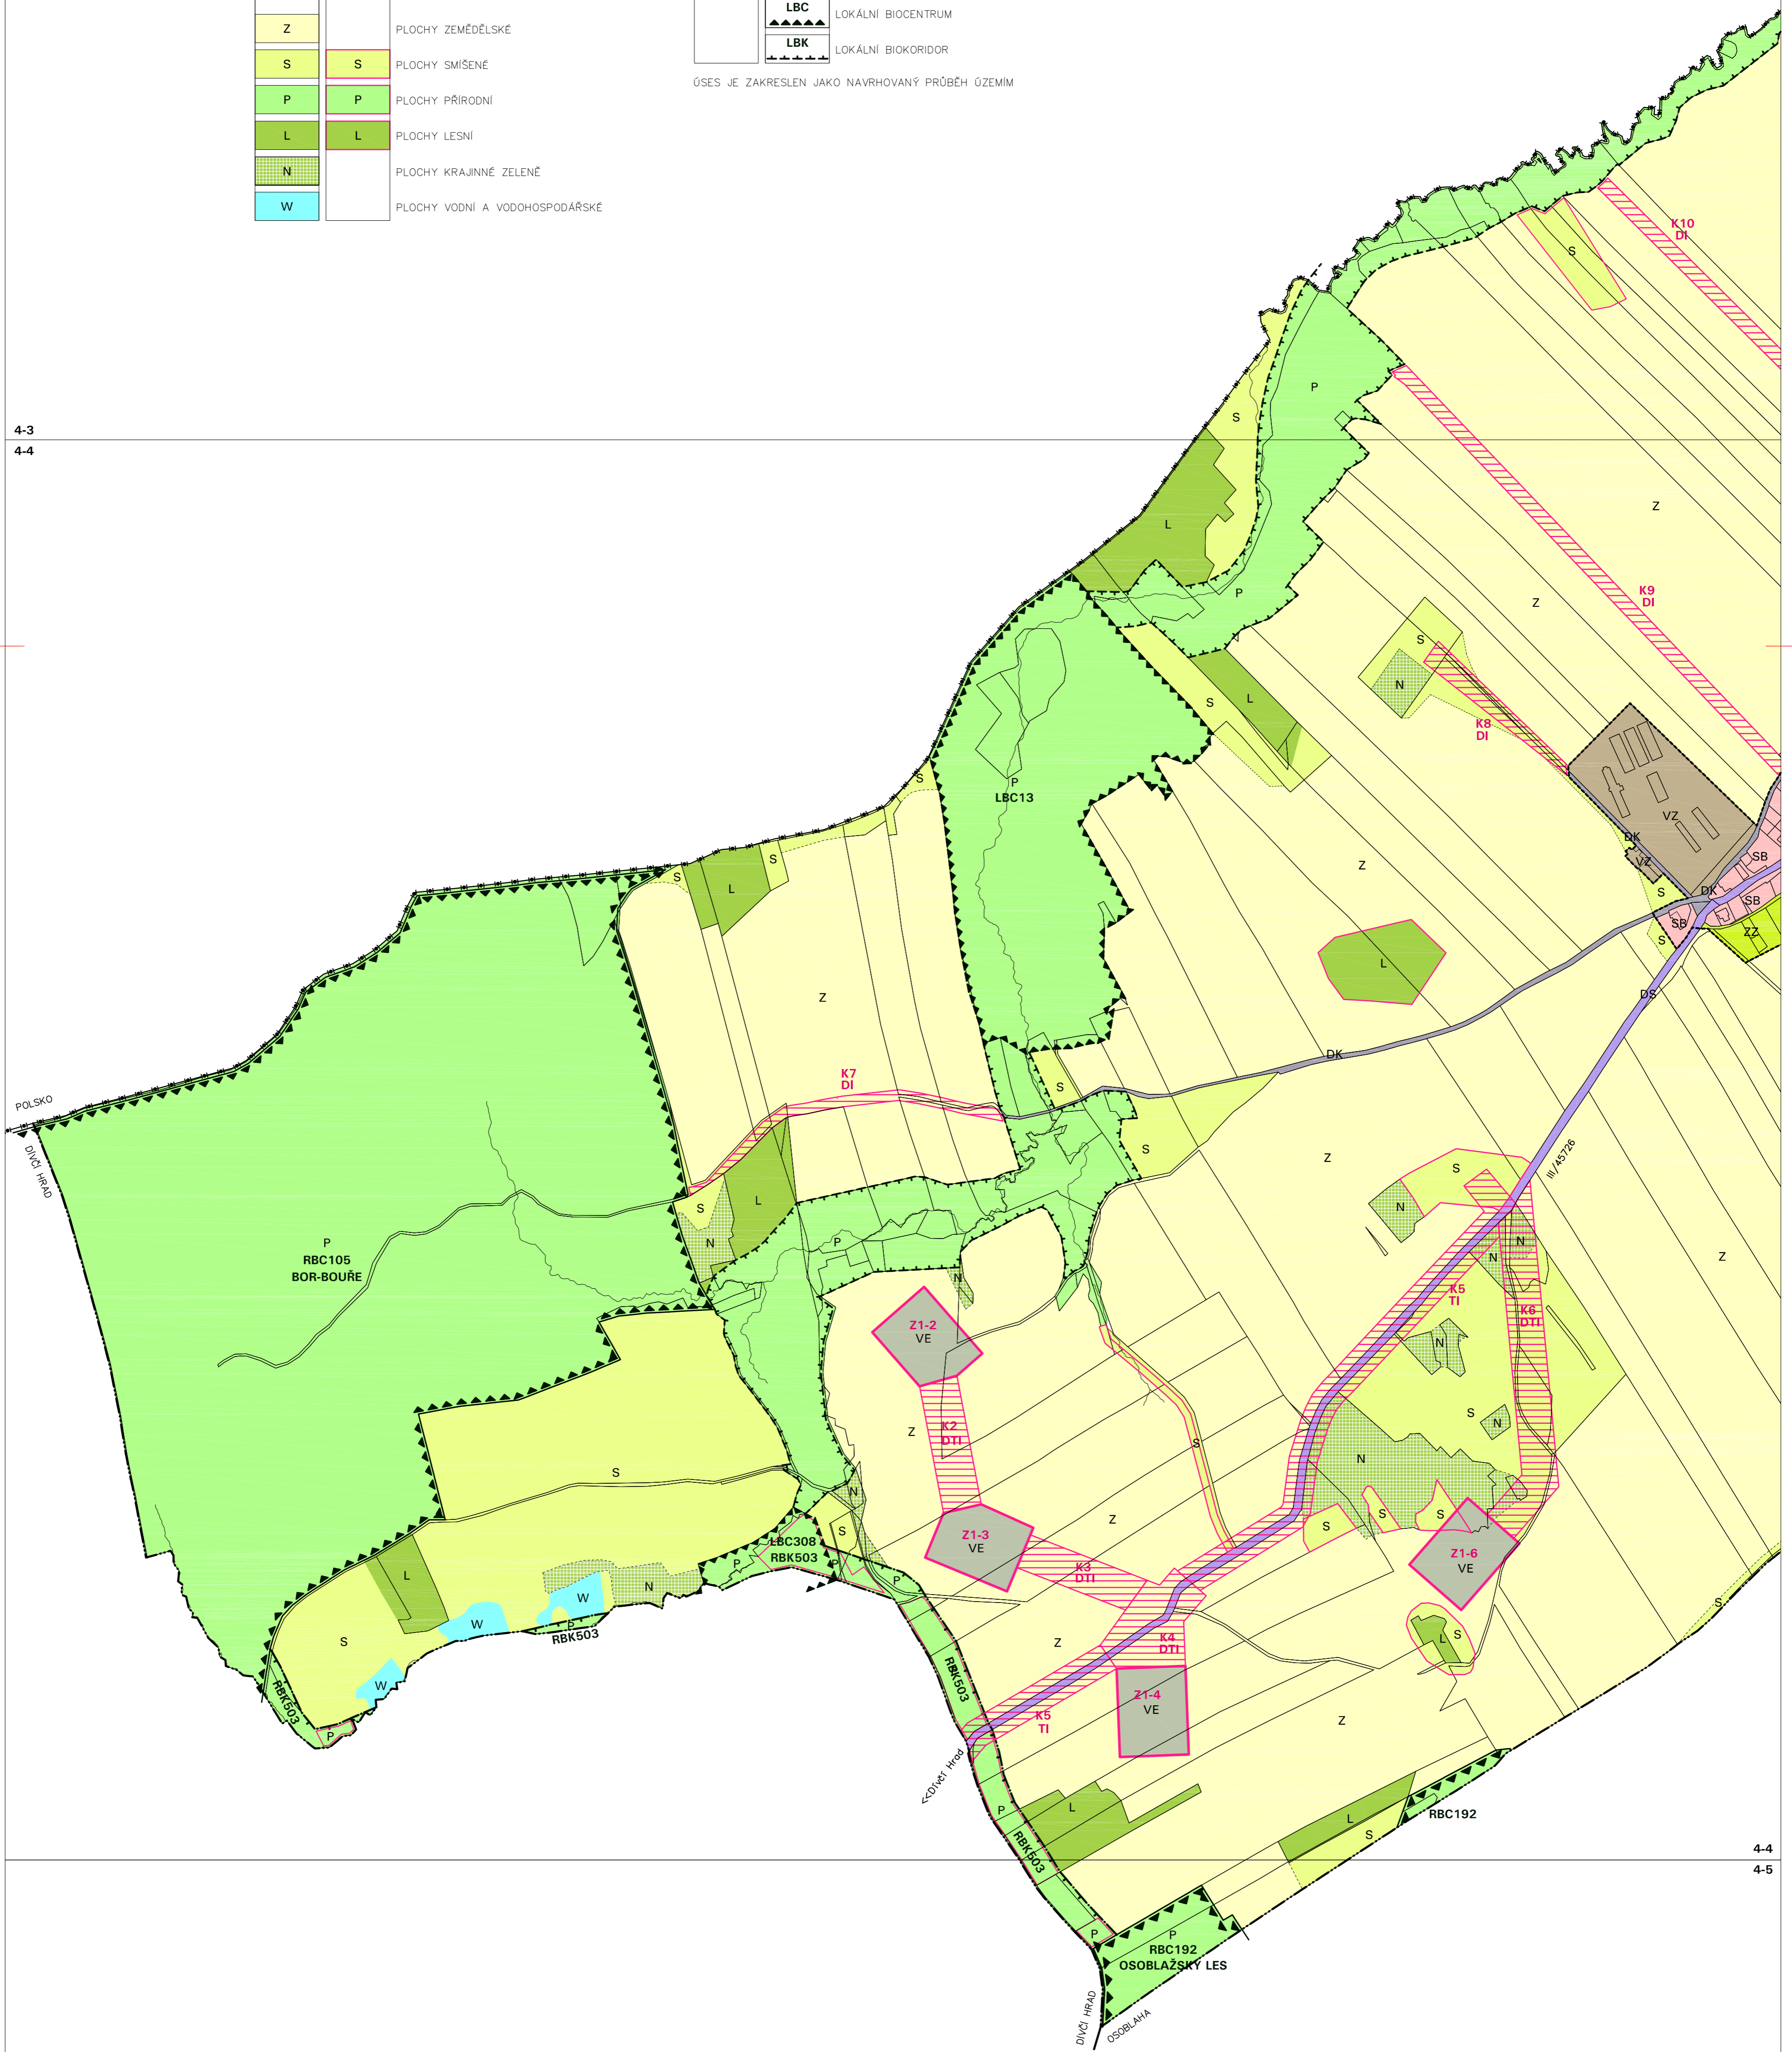 LBC
LOKÁLNÍ BIOCENTRUM
Z
PLOCHY ZEMĚDĚLSKÉ
LBK
LOKÁLNÍ BIOKORIDOR
S
S
PLOCHY SMÍŠENÉ
ÚSES JE ZAKRESLEN JAKO NAVRHOVANÝ PRŮBĚH ÚZEMÍM
P
P
PLOCHY PŘÍRODNÍ
L
L
PLOCHY LESNÍ
N
PLOCHY KRAJINNÉ ZELENĚ
W
PLOCHY VODNÍ A VODOHOSPODÁŘSKÉ
K10
DI
S
P
S
4-3
4-4
Z
L
P
Z
K9
DI
S
N
S
L
K8
DI
S
P
LBC13
VZ
DK
VZ
S
SB
S
L
Z
S
DK
SB
SB
ZZ
S
L
Z
DS
DK
K7
DI
S
POLSKO
DÍVČÍ HRAD
S
Z
III/45726
S
L
S
N
N
P
P
RBC105
BOR-BOUŘE
N
N
N
Z
N
K5
TI
K6
DTI
Z1-2
VE
N
S
N
K2
DTI
Z
S
N
S
N
Z
S
S
S
Z1-3
VE
S
LBC308
RBK503
P
P
P
K3
DTI
Z1-6
VE
L
N
W
W
P
RBK503
S
S
Z
K4
DTI
L
S
W
RBK503
P
RBK503
Z1-4
VE
K5
TI
Z
<<Dívčí Hrad
L
P
L
S
RBC192
RBK503
4-4
4-5
P
P
RBC192
OSOBLAŽSKÝ LES
DÍVČÍ HRAD
OSOBLAHA